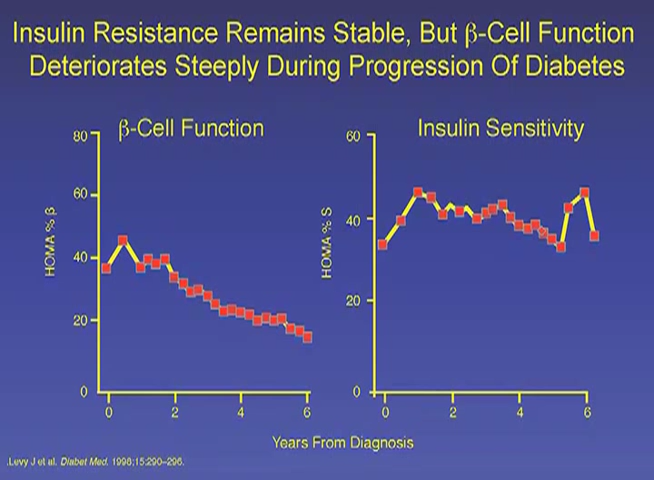 Insulin Resistance Remains Stable, But β-Cell Function
Deteriorates Steeply During Progression Of Diabetes
β-Cell Function
80
60
40
20
0
HOMA % β
0 2 4 6
Insulin Sensitivity
60
40
20
0
HOMA % S
0 2 4 6
Years From Diagnosis
.Levy J et al. Diabet Med. 1998;15:290–296.